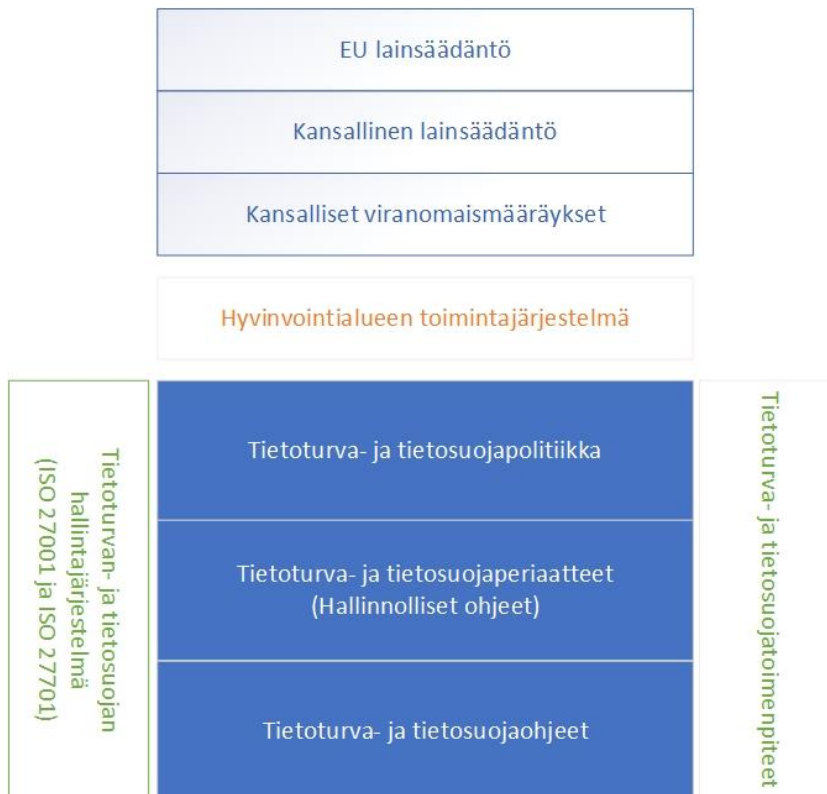 EU lainsäädäntö
Kansallinen lainsäädäntö
Kansalliset viranomaismääräykset
Hyvinvointialueen toimintajärjestelmä
Tietoturvan- ja tietosuojan
hallintajärjestelmä
(ISO 27001 ja ISO 27701)
Tietoturva- ja tietosuojapolitiikka
Tietoturva- ja tietosuojaperiaatteet
(Hallinnolliset ohjeet)
Tietoturva- ja tietosuojaohjeet
Tietoturva- ja tietosuojatoimenpiteet